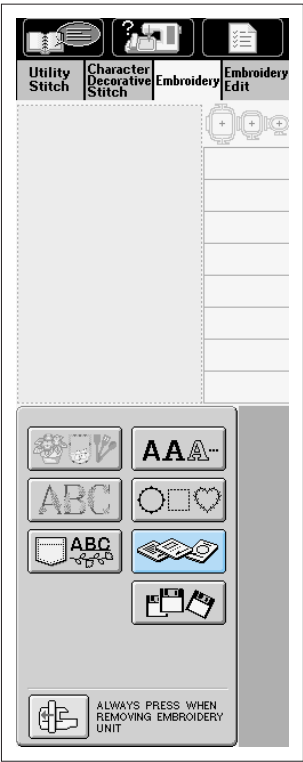 ?
Utility
Stitch
Character
Decorative
Stitch
Embroidery
Embroidery
Edit
AAA
ABC
ABC
ALWAYS PRESS WHEN
REMOVING EMBROIDERY
UNIT